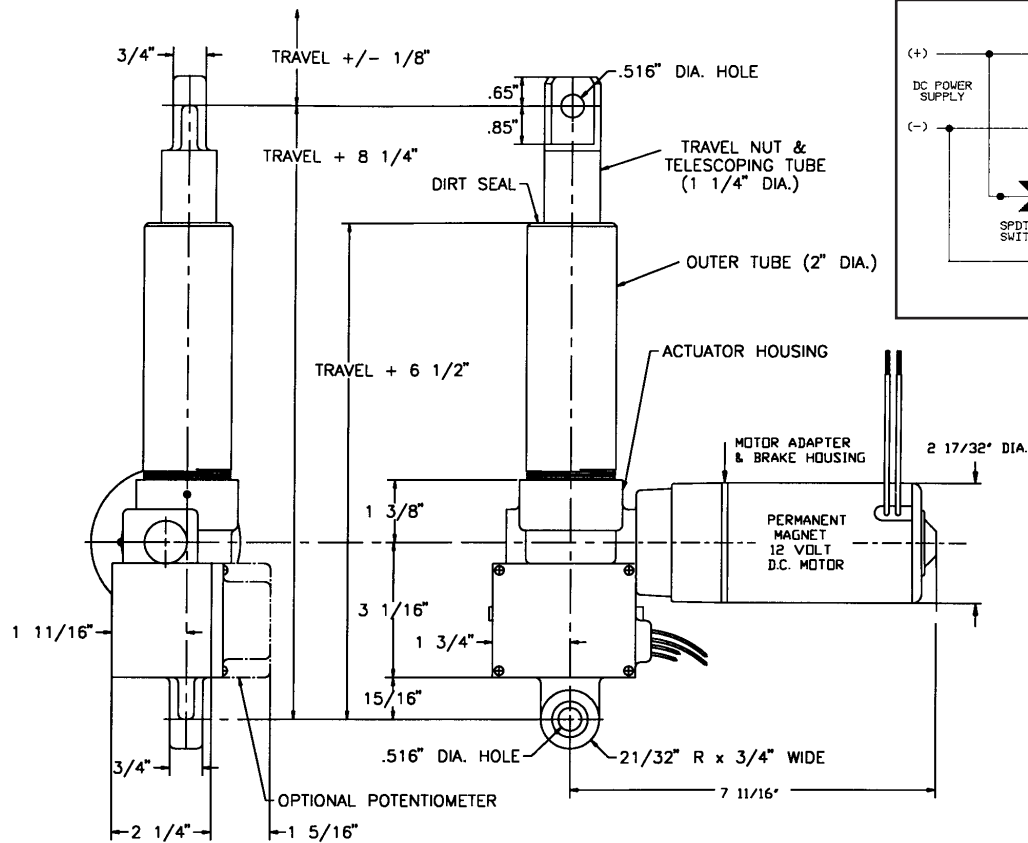 3/4"
TRAVEL +/- 1/8"
.516" DIA. HOLE
.65"
.85"
TRAVEL + 8 1/4"
TRAVEL NUT &
TELESCOPING TUBE
(1 1/4" DIA.)
DIRT SEAL
OUTER TUBE (2" DIA.)
TRAVEL + 6 1/2"
ACTUATOR HOUSING
(+)
DC POWER
SUPPLY
(-)
MOTOR ADAPTER
& BRAKE HOUSING
2 17/32" DIA.
1 3/8"
PERMANENT
MAGNET
12 VOLT
D.C. MOTOR
3 1/16"
1 11/16"
1 3/4"
15/16"
.516" DIA. HOLE
21/32" R x 3/4" WIDE
3/4"
7 11/16"
OPTIONAL POTENTIOMETER
2 1/4"
1 5/16"